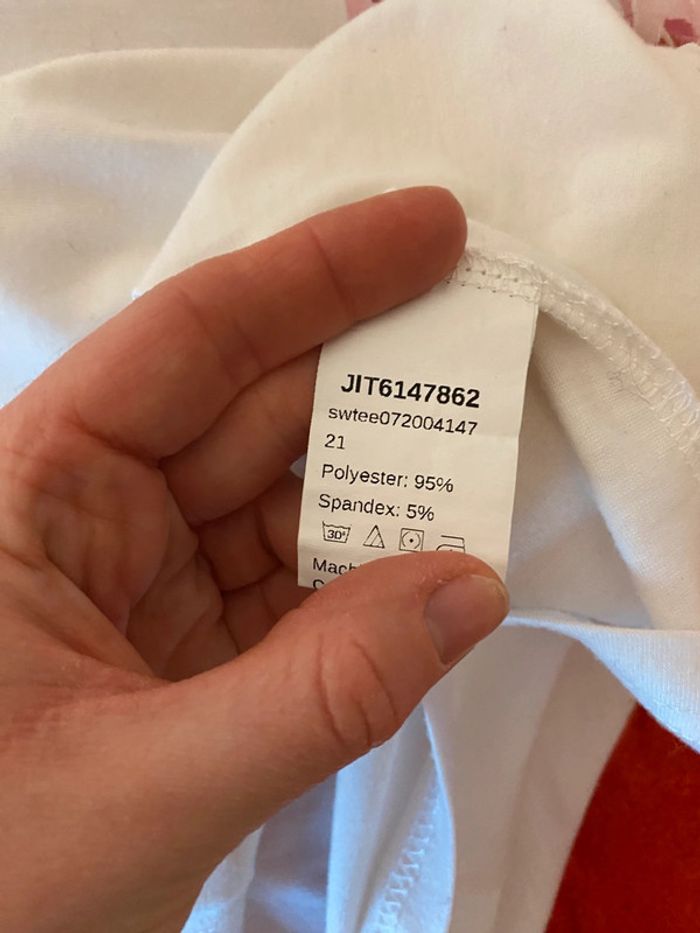 JIT6147862
swtee072004147
21
Polyester: 95%
Spandex: 5%
30°